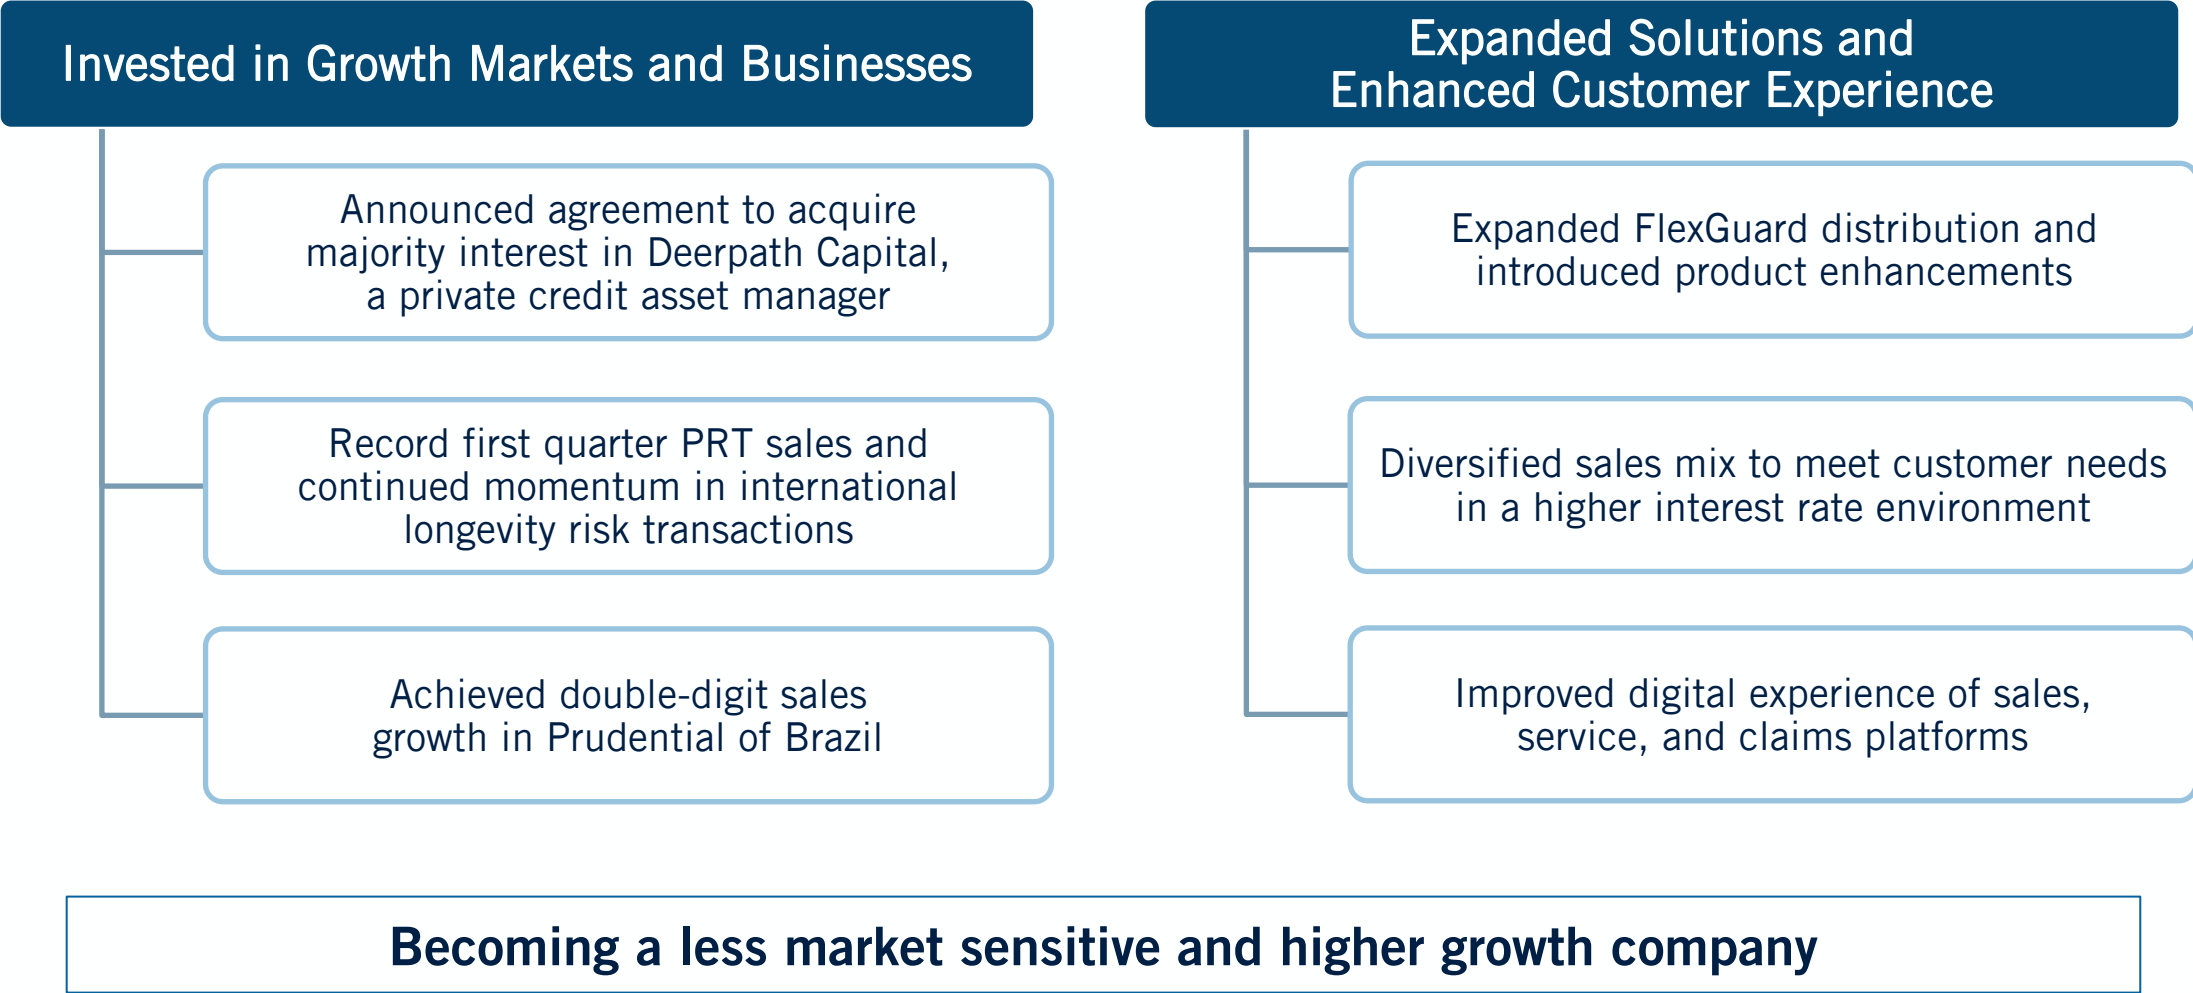 Invested in Growth Markets and Businesses
Announced agreement to acquire
majority interest in Deerpath Capital,
a private credit asset manager
Record first quarter PRT sales and
continued momentum in international
longevity risk transactions
Achieved double-digit sales
growth in Prudential of Brazil
Expanded Solutions and
Enhanced Customer Experience
Expanded FlexGuard distribution and
introduced product enhancements
Diversified sales mix to meet customer needs
in a higher interest rate environment
Improved digital experience of sales,
service, and claims platforms
Becoming a less market sensitive and higher growth company